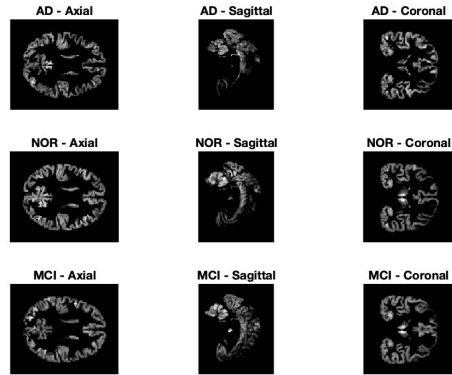 AD - Axial
AD - Sagittal
AD - Coronal
NOR - Axial
NOR - Sagittal
NOR - Coronal
MCI - Axial
MCI - Sagittal
MCI - Coronal